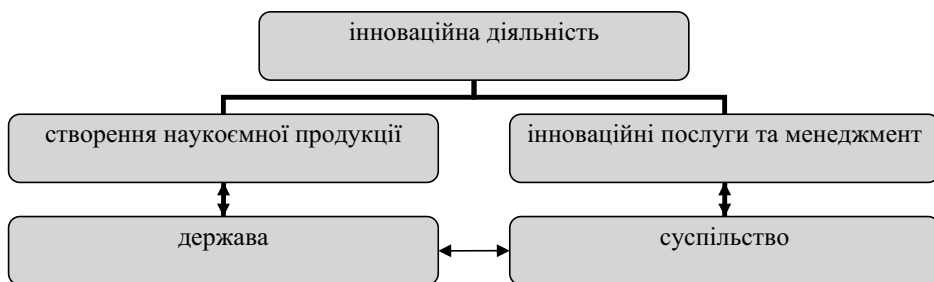 інноваційна діяльність
створення наукоємної продукції
інноваційні послуги та менеджмент
держава
суспільство